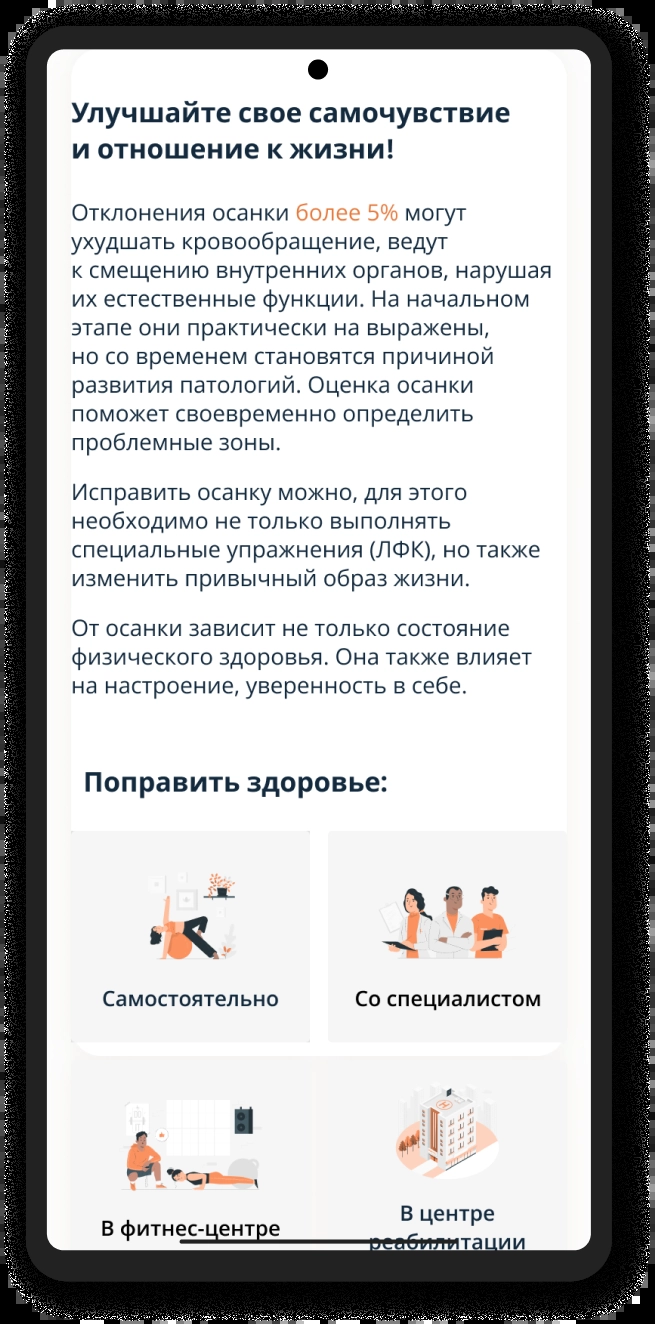 Улучшайте свое самочувствие
и отношение к жизни!
Отклонения осанки более 5% могут
ухудшать кровообращение, ведут
к смещению внутренних органов, нарушая
их естественные функции. На начальном
этапе они практически на выражены,
но со временем становятся причиной
развития патологий. Оценка осанки
поможет своевременно определить
проблемные зоны.
Исправить осанку можно, для этого
необходимо не только выполнять
специальные упражнения (ЛФК), но также
изменить привычный образ жизни.
От осанки зависит не только состояние
физического здоровья. Она также влияет
на настроение, уверенность в себе.
Поправить здоровье:
Самостоятельно
Со специалистом
В фитнес-центре
В центре
реабилитации